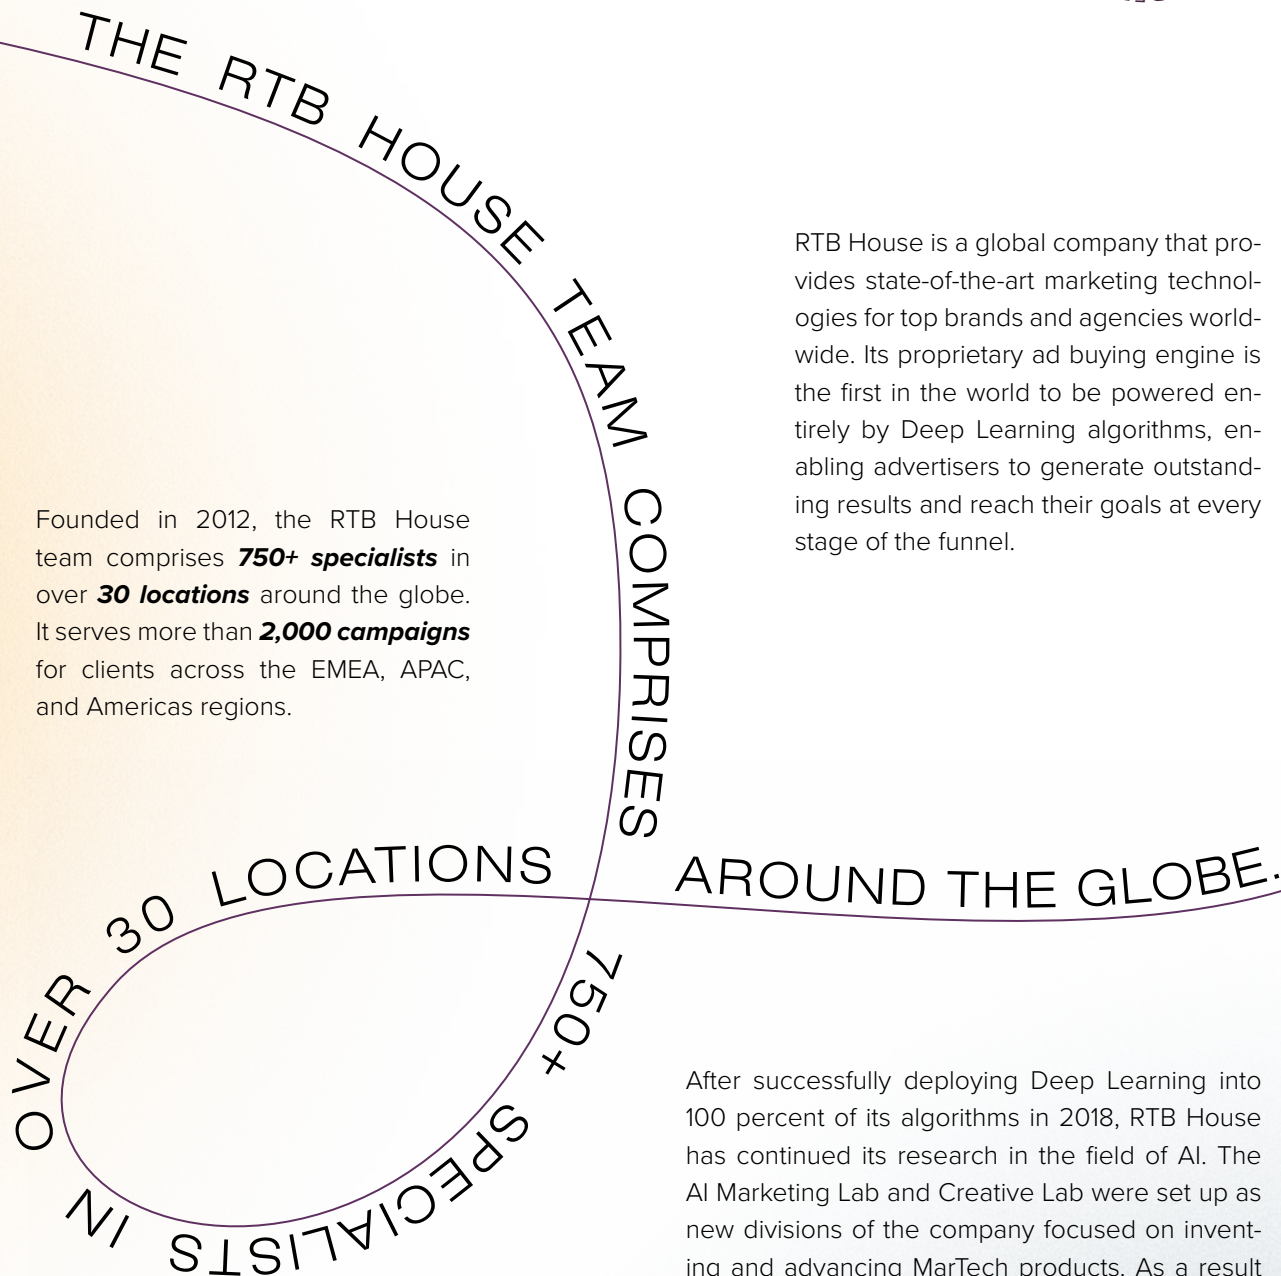 THE RTB HOUSE TEAM COMPRISES 750+ SPECIALISTS IN OVER 30 LOCATIONS AROUND THE GLOBE.
RTB House is a global company that pro-
vides state-of-the-art marketing technol-
ogies for top brands and agencies world-
wide. Its proprietary ad buying engine is
the first in the world to be powered en-
tirely by Deep Learning algorithms, en-
abling advertisers to generate outstand-
ing results and reach their goals at every
stage of the funnel.
Founded in 2012, the RTB House
team comprises 750+ specialists in
over 30 locations around the globe.
It serves more than 2,000 campaigns
for clients across the EMEA, APAC,
and Americas regions.
After successfully deploying Deep Learning into
100 percent of its algorithms in 2018, RTB House
has continued its research in the field of AI. The
AI Marketing Lab and Creative Lab were set up as
new divisions of the company focused on invent-
ing and advancing MarTech products. As a result